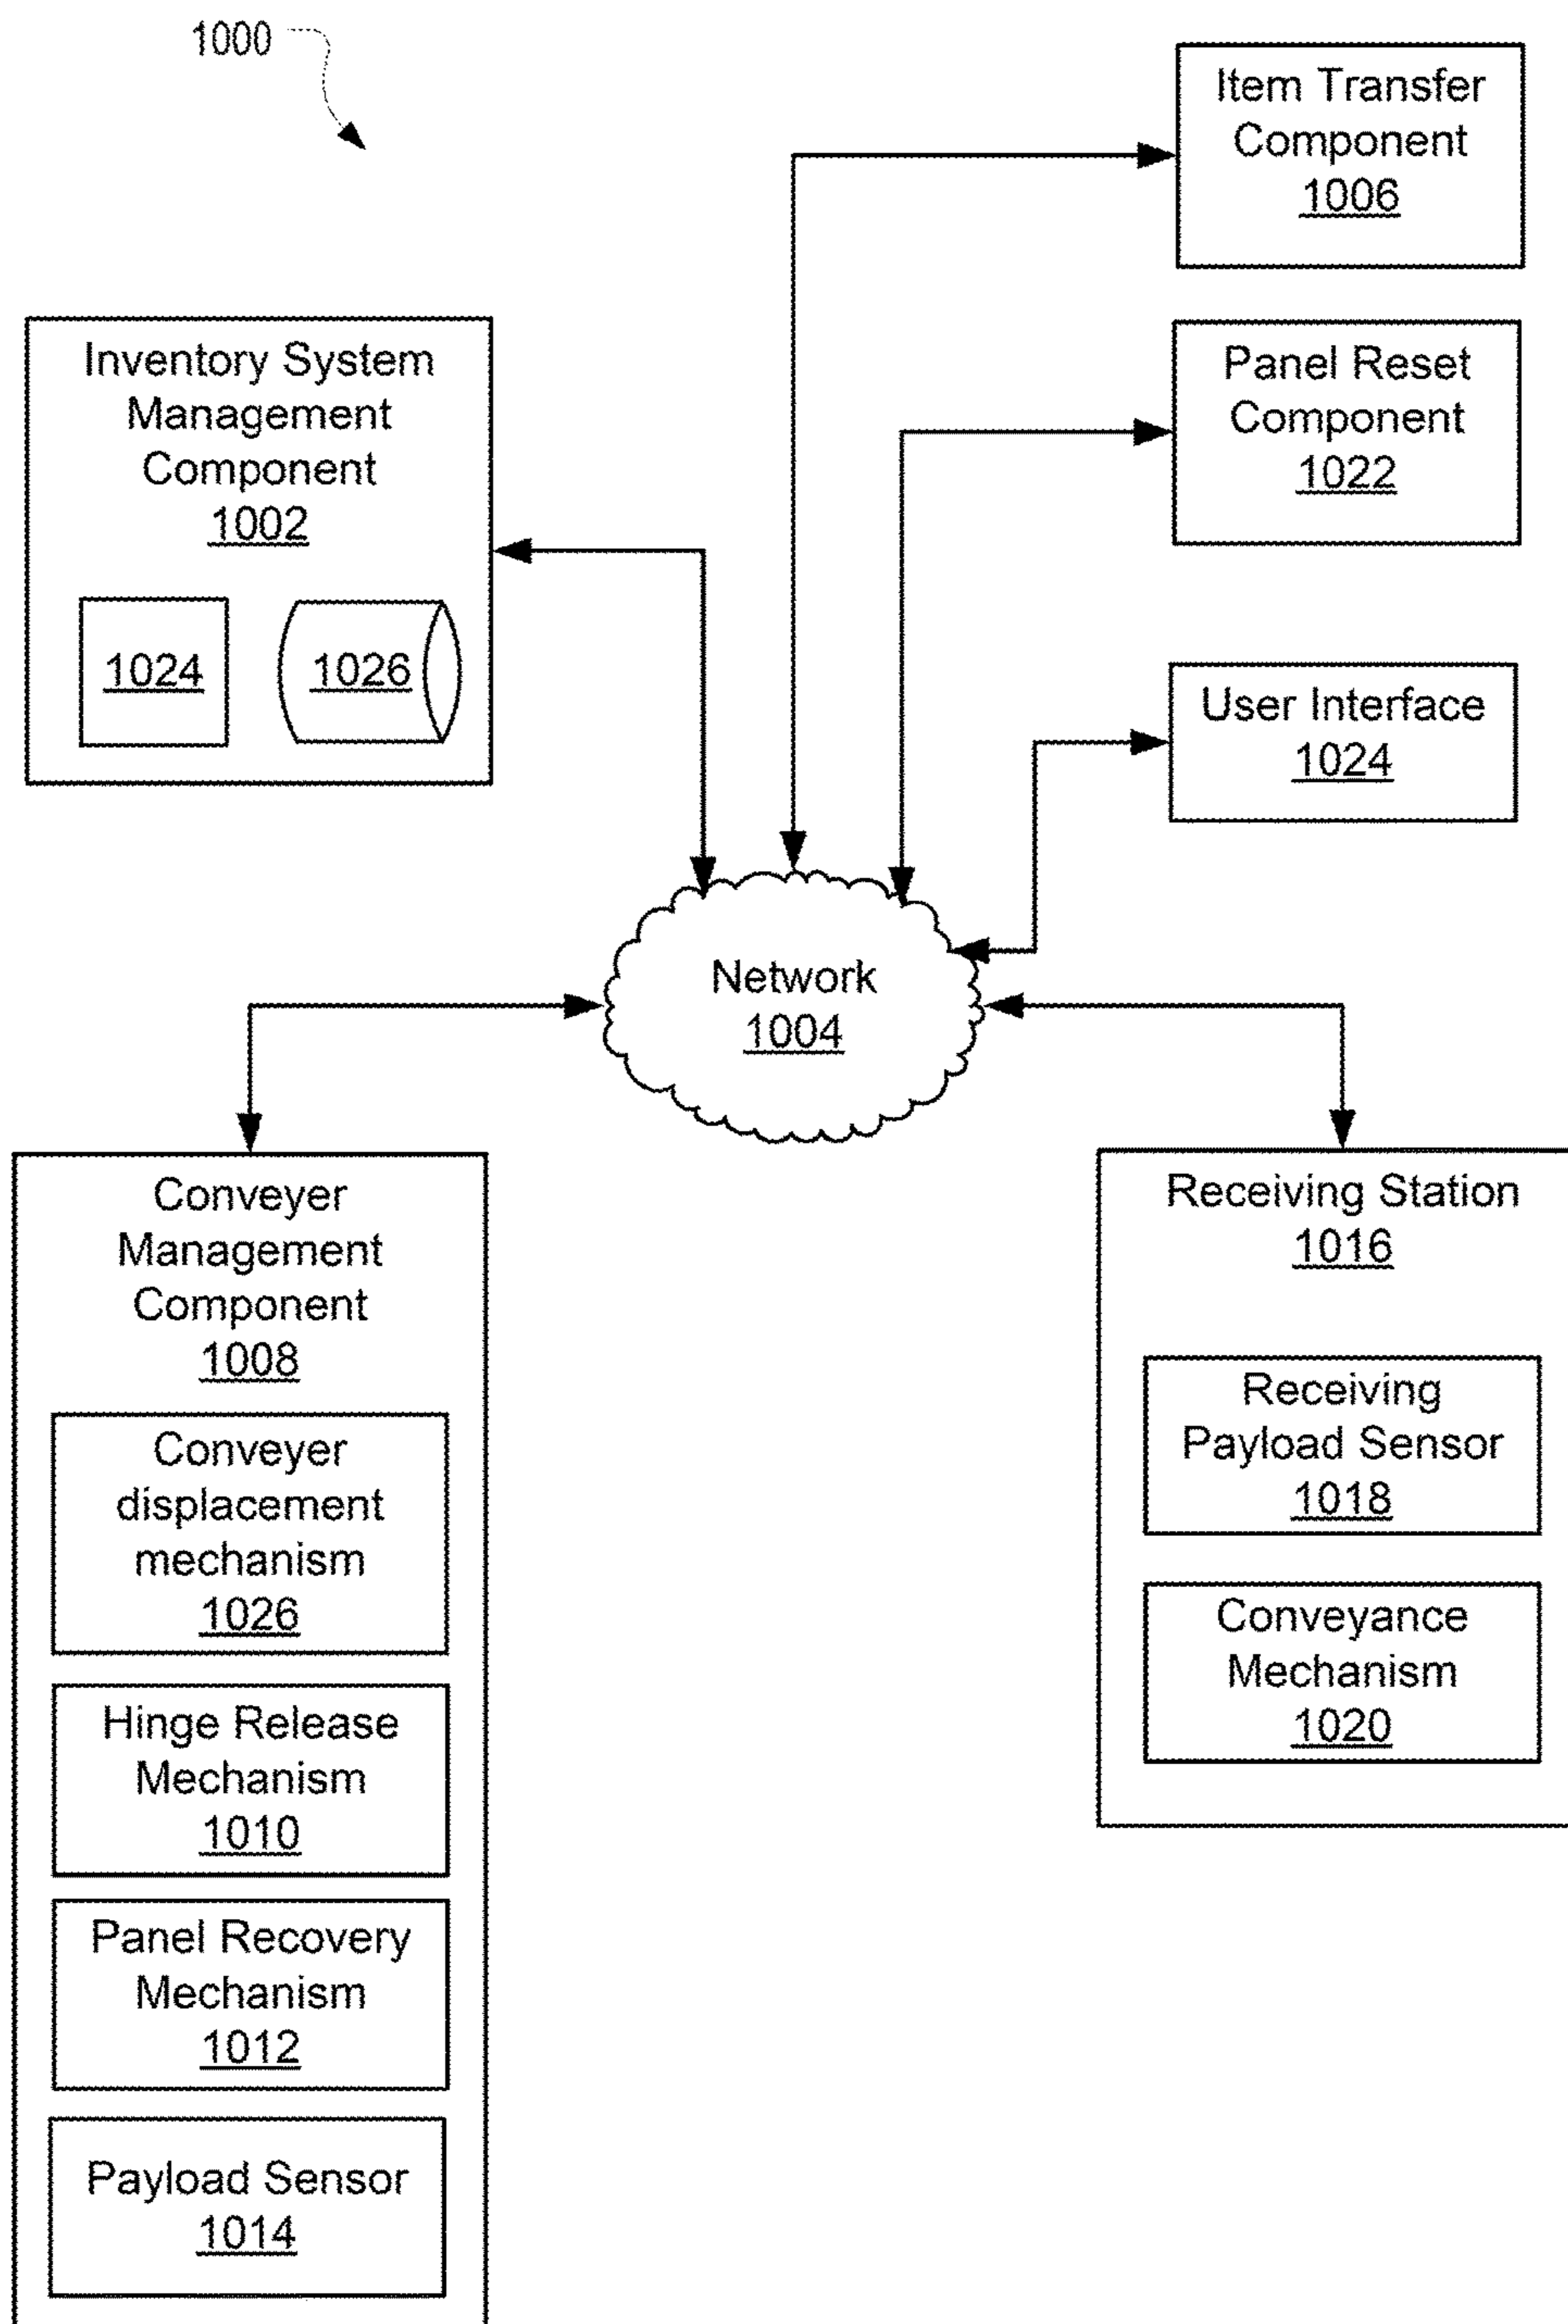 1000
Item Transfer
Component
1006
Inventory System
Management
Component
1002
1024
1026
Panel Reset
Component
1022
User Interface
1024
Network
1004
Conveyer
Management
Component
1008
Conveyer
displacement
mechanism
1026
Hinge Release
Mechanism
1010
Panel Recovery
Mechanism
1012
Payload Sensor
1014
Receiving Station
1016
Receiving
Payload Sensor
1018
Conveyance
Mechanism
1020